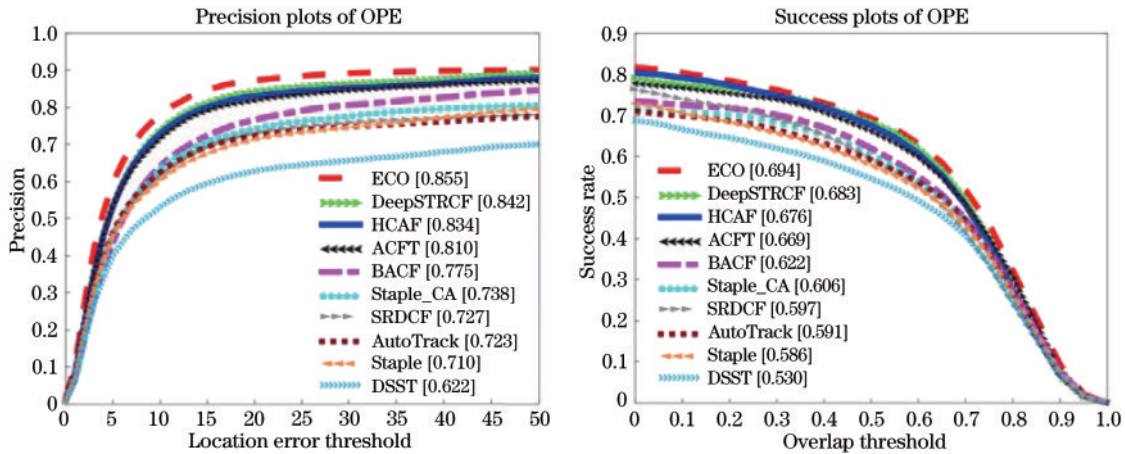 Precision plots of OPE
1.0
0.9
0.8
0.7
0.6
0.5
0.4
0.3
0.2
0.1
0
Precision
ECO [0.855]
DeepSTRCF [0.842]
HCAF [0.834]
ACFT [0.810]
BACF [0.775]
Staple_CA [0.738]
SRDCF [0.727]
AutoTrack [0.723]
Staple [0.710]
DSST [0.622]
0 5 10 15 20 25 30 35 40 45 50
Location error threshold
Success plots of OPE
0.9
0.8
0.7
0.6
0.5
0.4
0.3
0.2
0.1
0
Success rate
ECO [0.694]
DeepSTRCF [0.683]
HCAF [0.676]
ACFT [0.669]
BACF [0.622]
Staple_CA [0.606]
SRDCF [0.597]
AutoTrack [0.591]
Staple [0.586]
DSST [0.530]
0 0.1 0.2 0.3 0.4 0.5 0.6 0.7 0.8 0.9 1.0
Overlap threshold